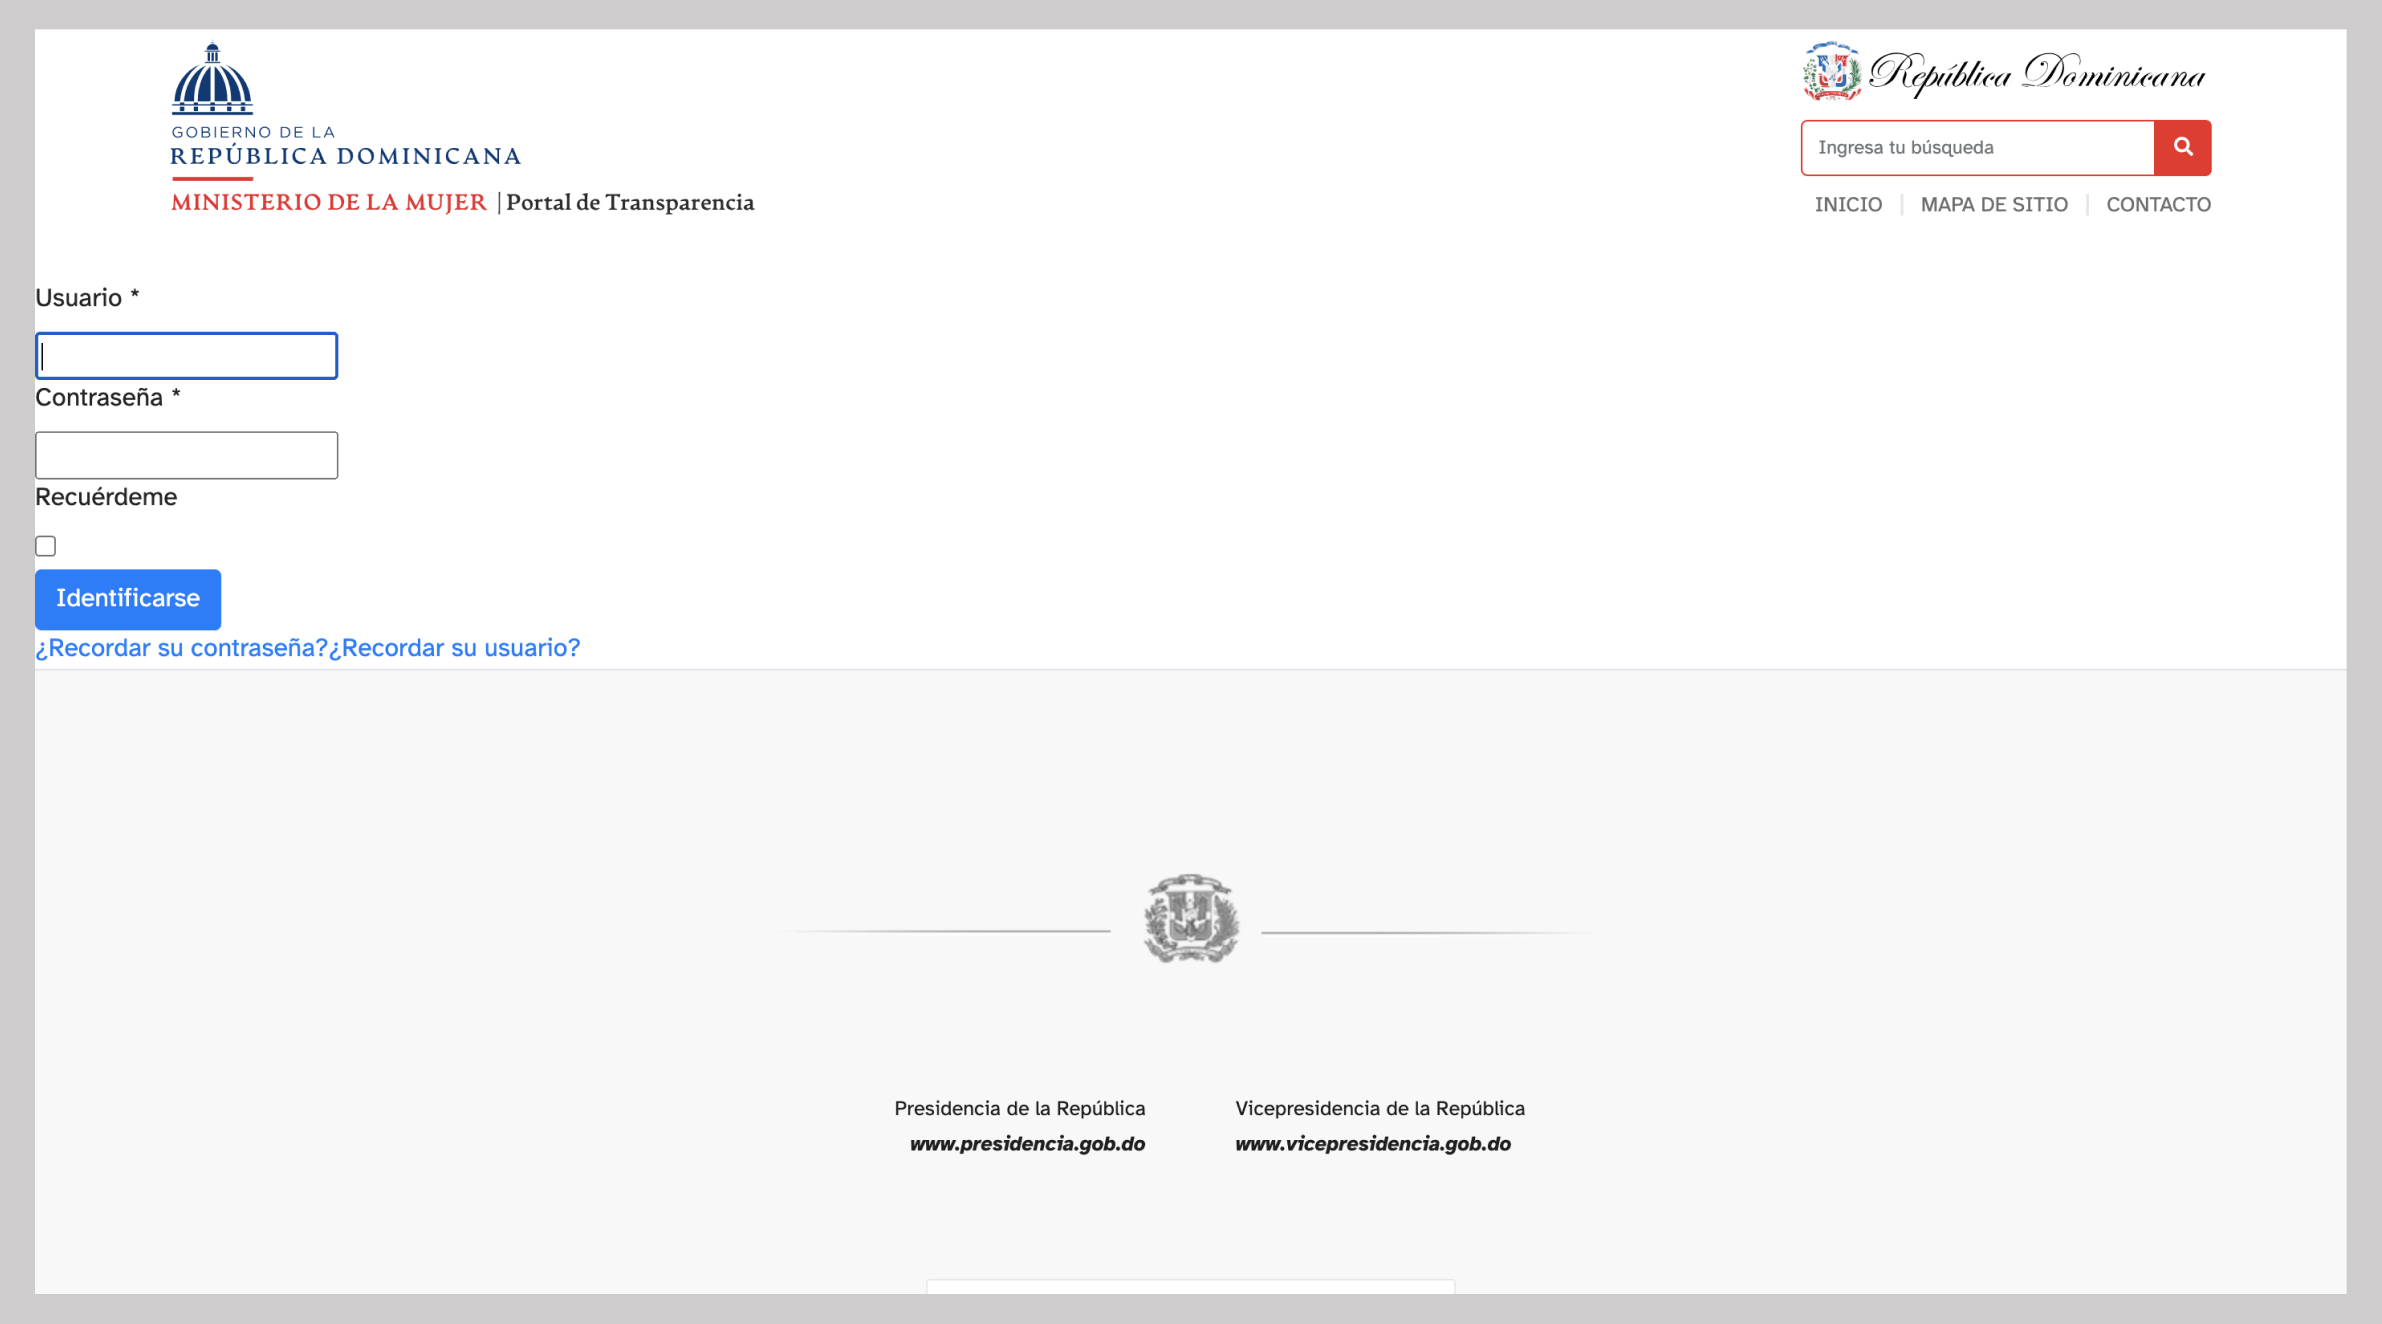 GOBIERNO DE LA
REPÚBLICA DOMINICANA
MINISTERIO DE LA MUJER | Portal de Transparencia
República Dominicana
Ingresa tu búsqueda
INICIO | MAPA DE SITIO | CONTACTO
Usuario *
Contraseña *
Recuérdeme
Identificarse
¿Recordar su contraseña?¿Recordar su usuario?
Presidencia de la República
www.presidencia.gob.do
Vicepresidencia de la República
www.vicepresidencia.gob.do